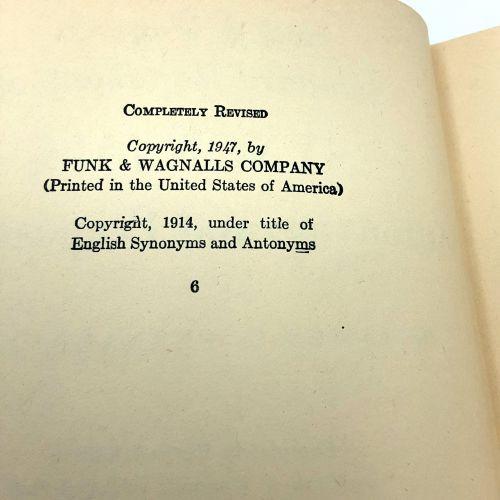 COMPLETELY REVISED
Copyright, 1947, by
FUNK & WAGNALLS COMPANY
(Printed in the United States of America)
Copyright, 1914, under title of
English Synonyms and Antonyms
6